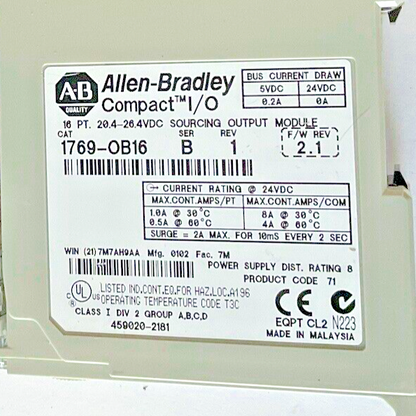 A-B
QUALITY
Allen-Bradley
Compact™ I/O
BUS CURRENT DRAW
5VDC 24VDC
0.2A 0A
16 PT. 20.4-26.4VDC SOURCING OUTPUT MODULE
CAT SER REV F/W REV
1769-OB16 B 1 2.1
CURRENT RATING @ 24VDC
MAX.CONT.AMPS/PT MAX.CONT.AMPS/COM
1.0A @ 30°C 8A @ 30°C
0.5A @ 60°C 4A @ 60°C
SURGE = 2A MAX. FOR 10mS EVERY 2 SEC
WIN (21)7M7AH9AA Mfg. 0102 Fac. 7M
POWER SUPPLY DIST. RATING 8
PRODUCT CODE 71
C UL US LISTED IND.CONT.EQ.FOR HAZ.LOC.A196
OPERATING TEMPERATURE CODE T3C
CLASS I DIV 2 GROUP A,B,C,D
459020-2181
CE
EQPT CL2 N223
MADE IN MALAYSIA